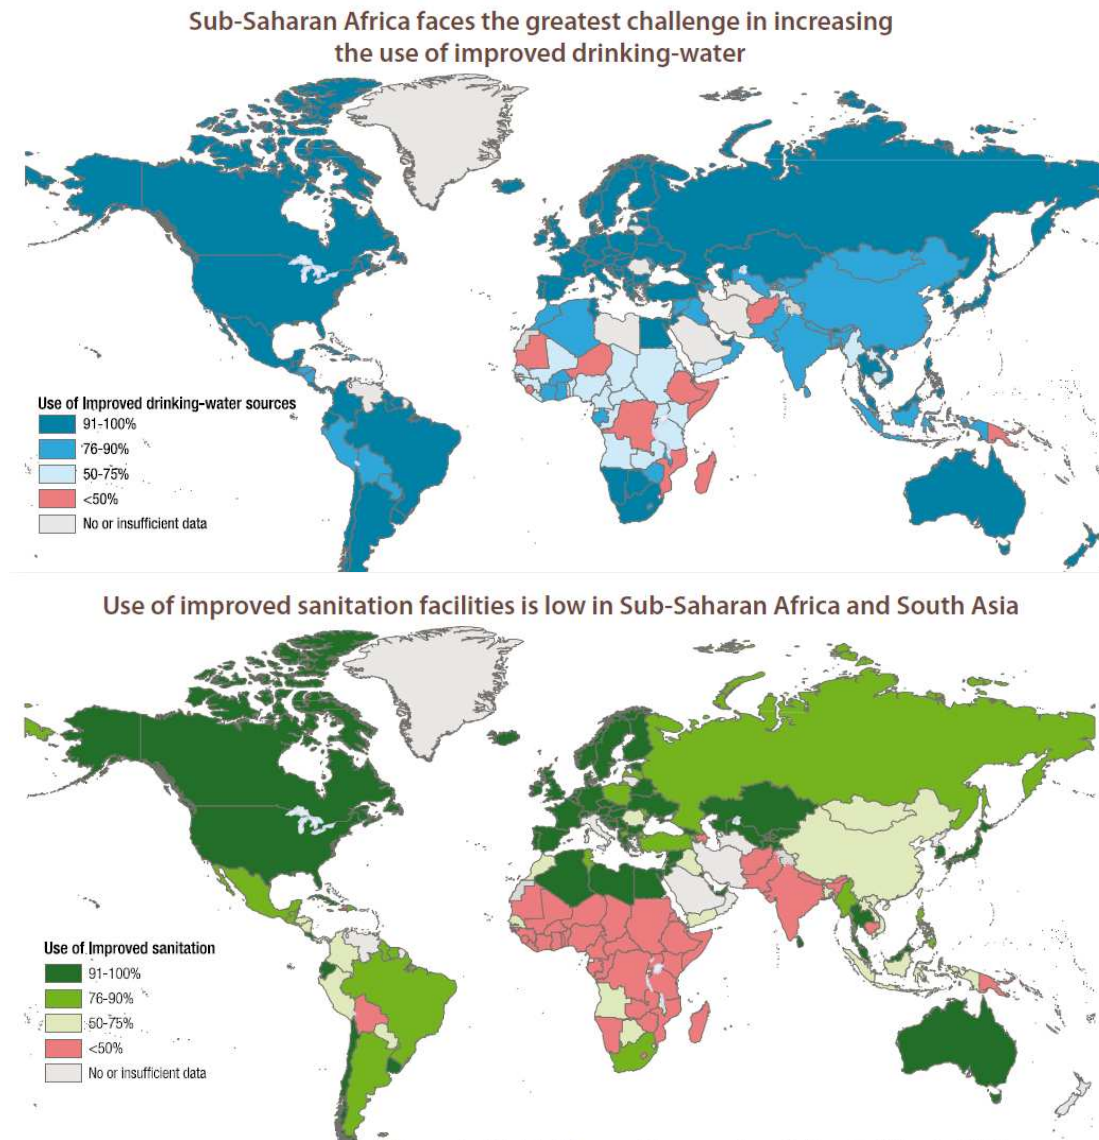 Sub-Saharan Africa faces the greatest challenge in increasing
the use of improved drinking-water
Use of Improved drinking-water sources
91-100%
76-90%
50-75%
<50%
No or insufficient data
Use of improved sanitation facilities is low in Sub-Saharan Africa and South Asia
Use of Improved sanitation
91-100%
76-90%
50-75%
<50%
No or insufficient data